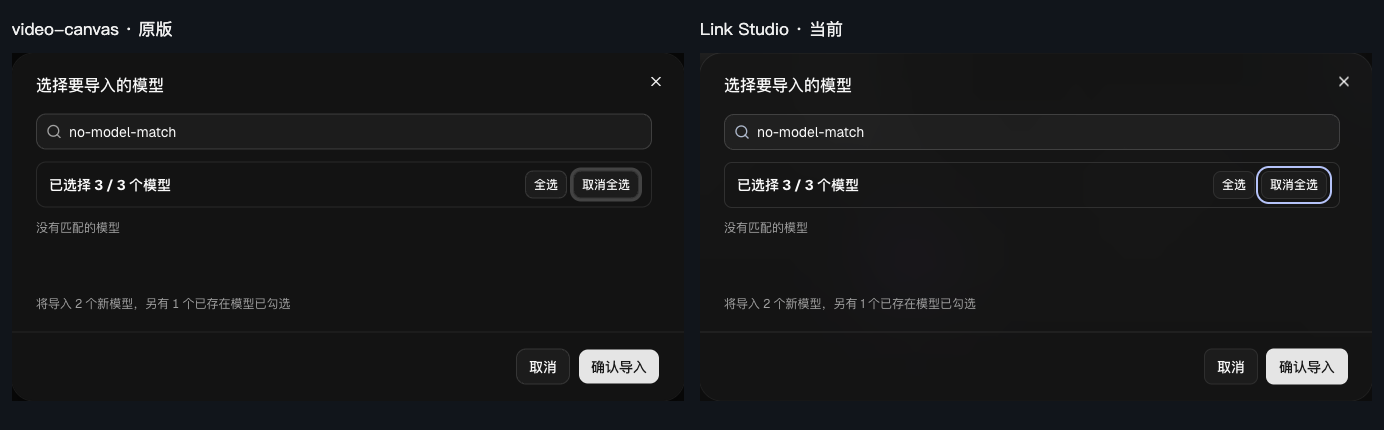 video-canvas · 原版
选择要导入的模型
no-model-match
已选择 3 / 3 个模型
全选
取消全选
没有匹配的模型
将导入 2 个新模型，另有 1 个已存在模型已勾选
取消
确认导入
Link Studio · 当前
选择要导入的模型
no-model-match
已选择 3 / 3 个模型
全选
取消全选
没有匹配的模型
将导入 2 个新模型，另有 1 个已存在模型已勾选
取消
确认导入